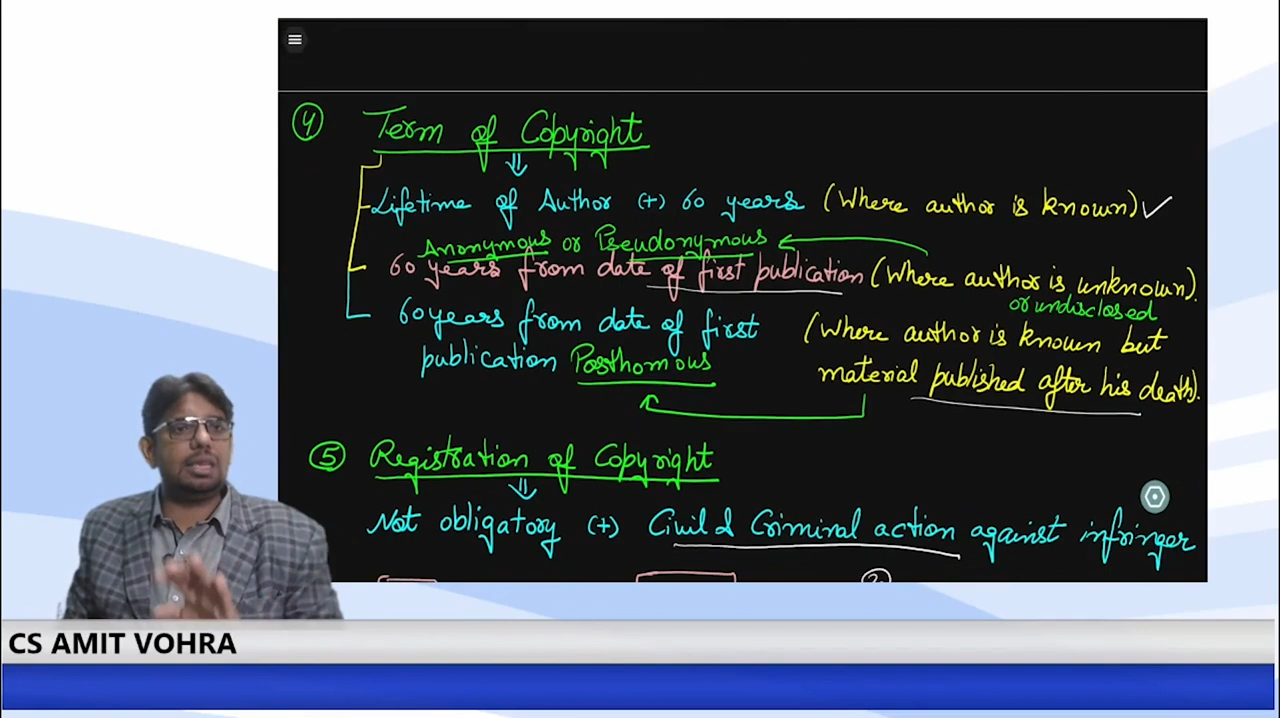 ④ Term of Copyright
Lifetime of Author (+) 60 years (Where author is known) ✓
Anonymous or Pseudonymous
60 years from date of first publication (Where author is unknown).
or undisclosed
60 years from date of first (Where author is known but
publication Posthomous material published after his death).
⑤ Registration of Copyright
Not obligatory (+) Civil & Criminal action against infringer
CS AMIT VOHRA